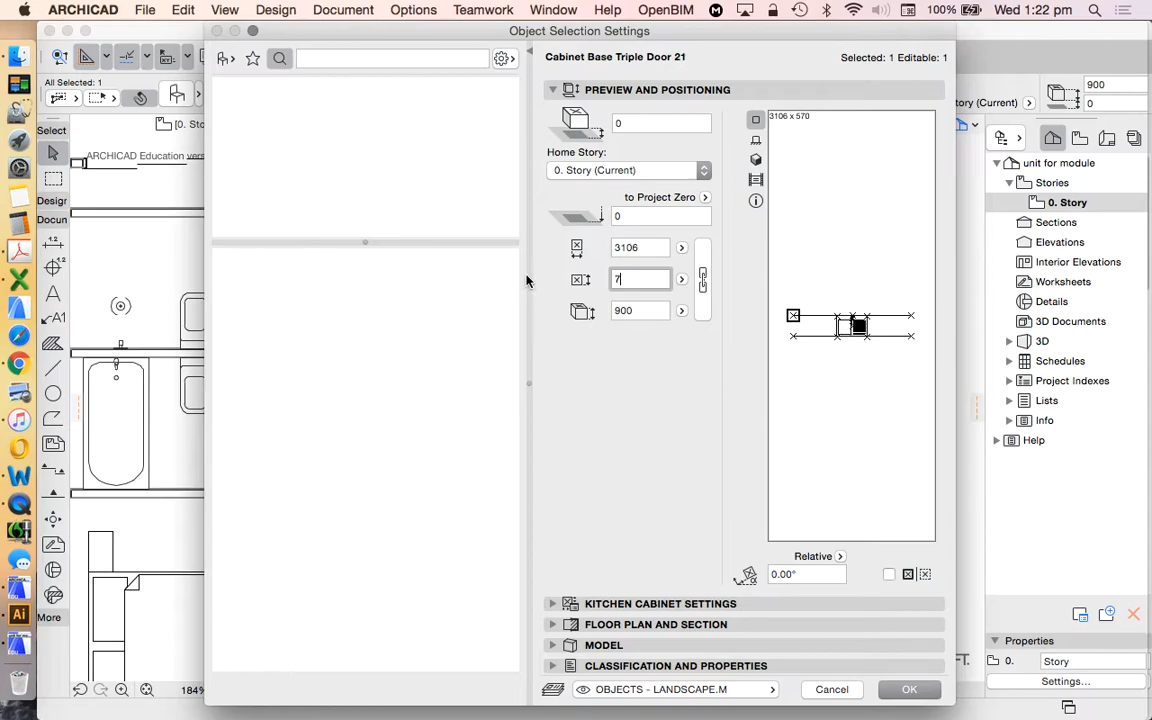 ARCHICAD File Edit View Design Document Options Teamwork Window Help OpenBIM 100% Wed 1:22 pm
Object Selection Settings
All Selected: 1
Cabinet Base Triple Door 21 Selected: 1 Editable: 1
PREVIEW AND POSITIONING
0
Home Story:
0. Story (Current)
to Project Zero
0
3106
7
900
3106 x 570
Relative
0.00°
KITCHEN CABINET SETTINGS
FLOOR PLAN AND SECTION
MODEL
CLASSIFICATION AND PROPERTIES
OBJECTS - LANDSCAPE.M
Cancel
OK
Select
Design
Docun
More
[0. Sto
ARCHICAD Education vers
184%
900
0
tory (Current)
unit for module
Stories
0. Story
Sections
Elevations
Interior Elevations
Worksheets
Details
3D Documents
3D
Schedules
Project Indexes
Lists
Info
Help
Properties
0. Story
Settings...
FT.